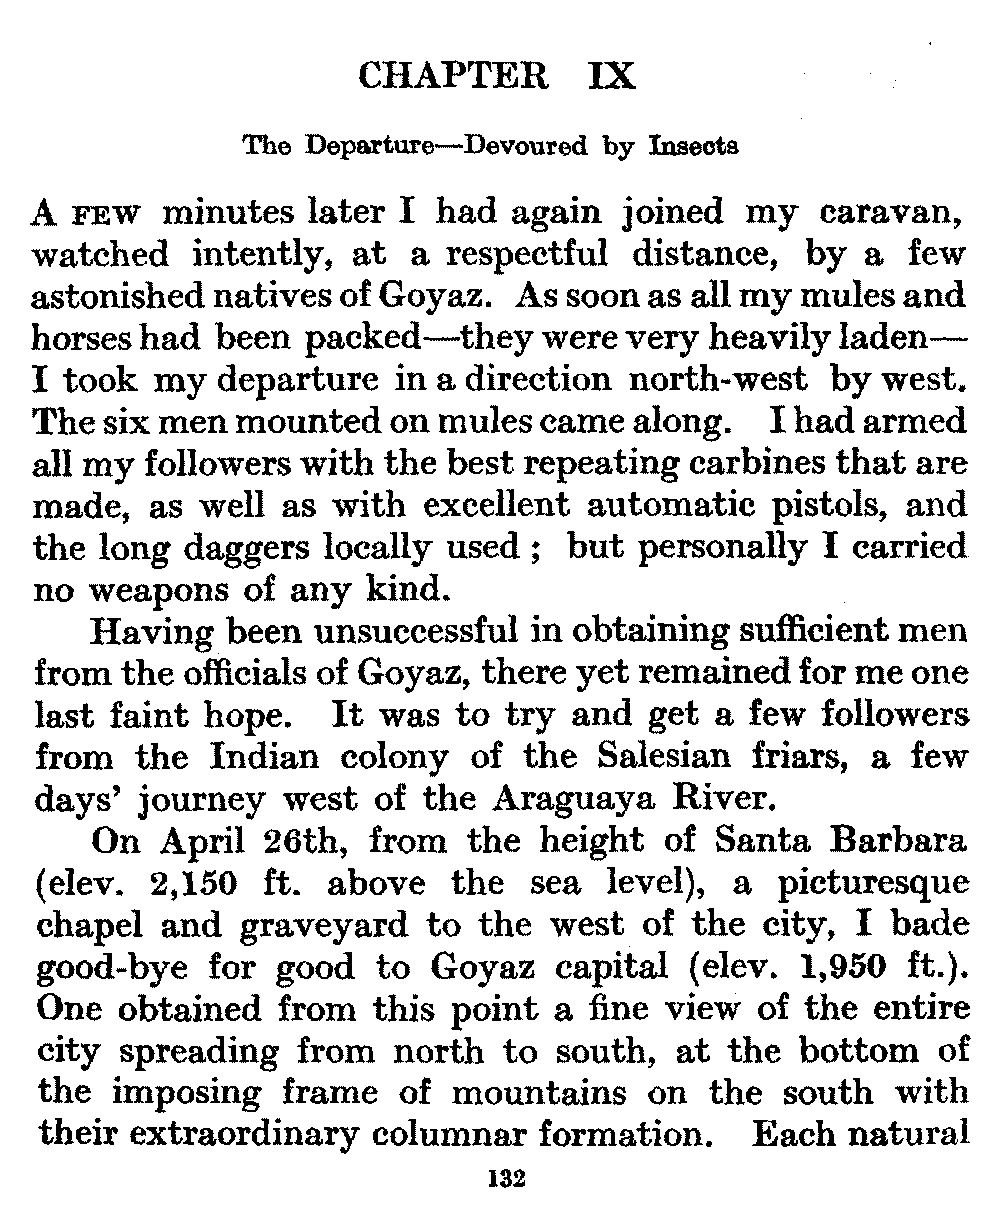 CHAPTER IX
The Departure—Devoured by Insects
A FEW minutes later I had again joined my caravan,
watched intently, at a respectful distance, by a few
astonished natives of Goyaz. As soon as all my mules and
horses had been packed—they were very heavily laden—
I took my departure in a direction north-west by west.
The six men mounted on mules came along. I had armed
all my followers with the best repeating carbines that are
made, as well as with excellent automatic pistols, and
the long daggers locally used ; but personally I carried
no weapons of any kind.
Having been unsuccessful in obtaining sufficient men
from the officials of Goyaz, there yet remained for me one
last faint hope. It was to try and get a few followers
from the Indian colony of the Salesian friars, a few
days' journey west of the Araguaya River.
On April 26th, from the height of Santa Barbara
(elev. 2,150 ft. above the sea level), a picturesque
chapel and graveyard to the west of the city, I bade
good-bye for good to Goyaz capital (elev. 1,950 ft.).
One obtained from this point a fine view of the entire
city spreading from north to south, at the bottom of
the imposing frame of mountains on the south with
their extraordinary columnar formation. Each natural
132